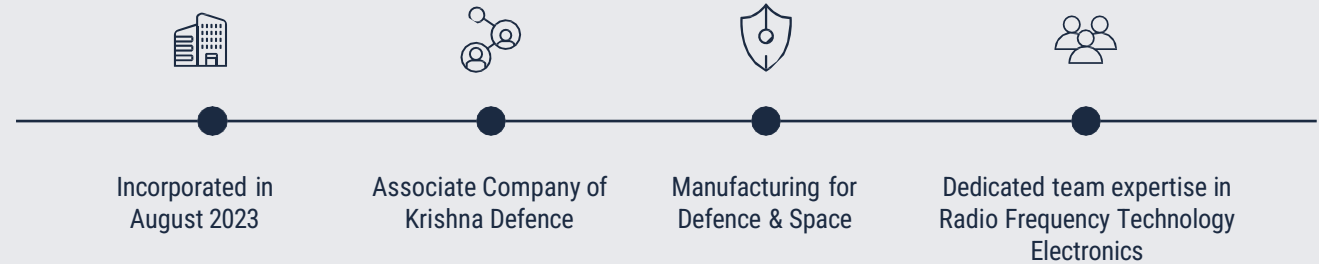 Incorporated in
August 2023
Associate Company of
Krishna Defence
Manufacturing for
Defence & Space
Dedicated team expertise in
Radio Frequency Technology
Electronics